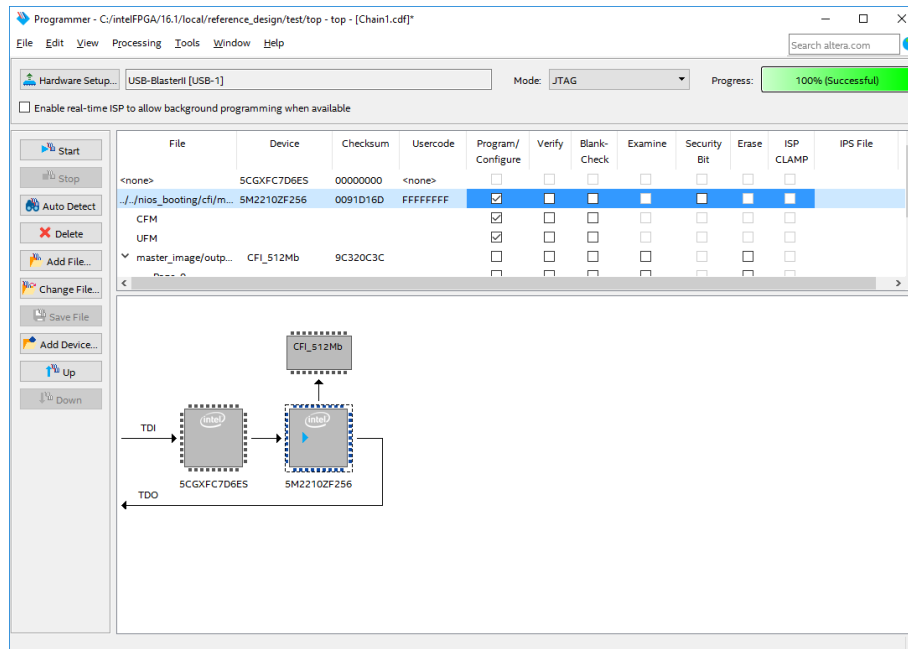 Programmer - C:/intelFPGA/16.1/local/reference_design/test/top - top - [Chain1.cdf]*
File Edit View Processing Tools Window Help
Search altera.com
Hardware Setup... USB-BlasterII [USB-1] Mode: JTAG Progress: 100% (Successful)
Enable real-time ISP to allow background programming when available
Start
Stop
Auto Detect
Delete
Add File...
Change File...
Save File
Add Device...
Up
Down
File Device Checksum Usercode Program/ Configure Verify Blank- Check Examine Security Bit Erase ISP CLAMP IPS File
<none> 5CGXFC7D6ES 00000000 <none>
../../nios_booting/cfi/m... 5M2210ZF256 0091D16D FFFFFFFF
CFM
UFM
master_image/outp... CFI_512Mb 9C320C3C
CFI_512Mb
TDI
intel
intel
5CGXFC7D6ES 5M2210ZF256
TDO